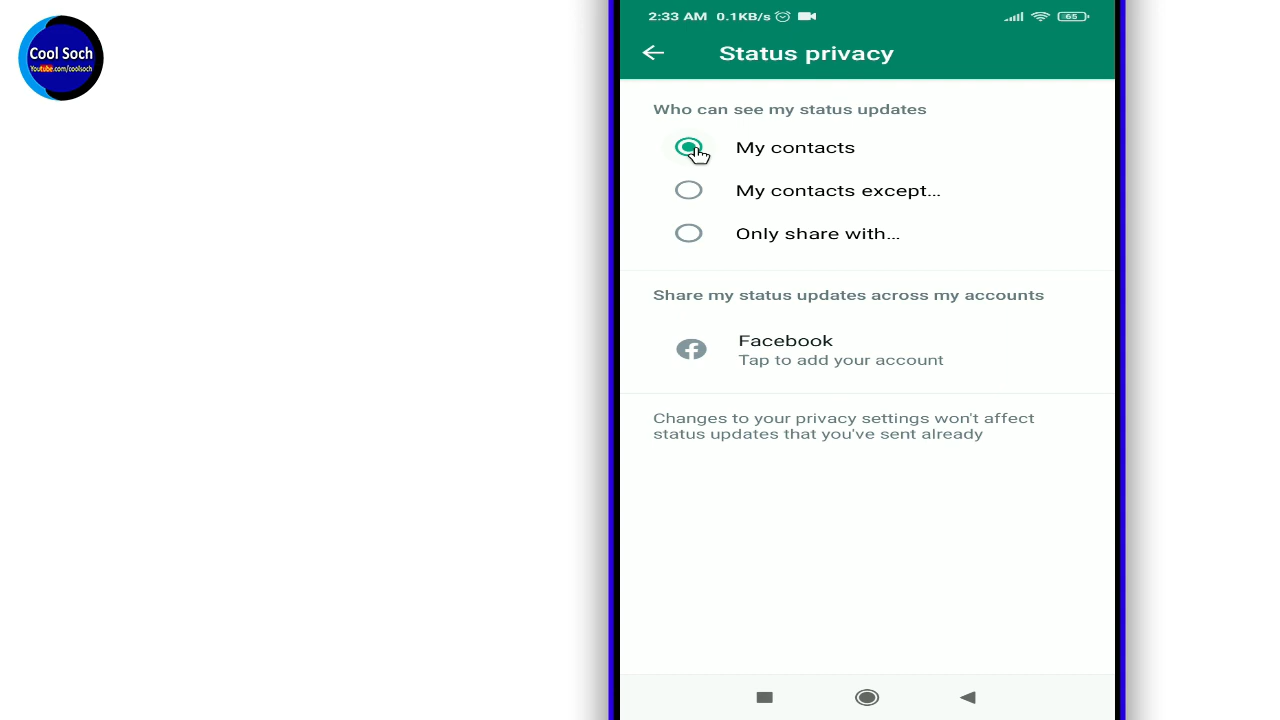 Cool Soch
Youtube.com/coolsoch
2:33 AM 0.1KB/s
65
Status privacy
Who can see my status updates
My contacts
My contacts except...
Only share with...
Share my status updates across my accounts
Facebook
Tap to add your account
Changes to your privacy settings won't affect
status updates that you've sent already